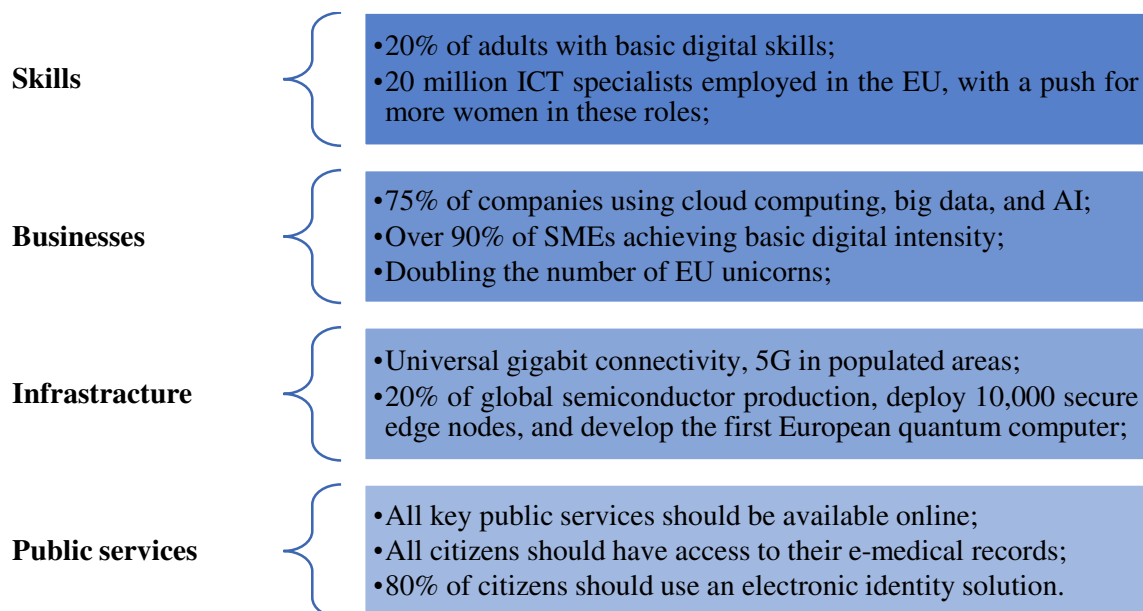 Skills
•20% of adults with basic digital skills;
•20 million ICT specialists employed in the EU, with a push for
more women in these roles;
Businesses
•75% of companies using cloud computing, big data, and AI;
•Over 90% of SMEs achieving basic digital intensity;
•Doubling the number of EU unicorns;
Infrastracture
•Universal gigabit connectivity, 5G in populated areas;
•20% of global semiconductor production, deploy 10,000 secure
edge nodes, and develop the first European quantum computer;
Public services
•All key public services should be available online;
•All citizens should have access to their e-medical records;
•80% of citizens should use an electronic identity solution.